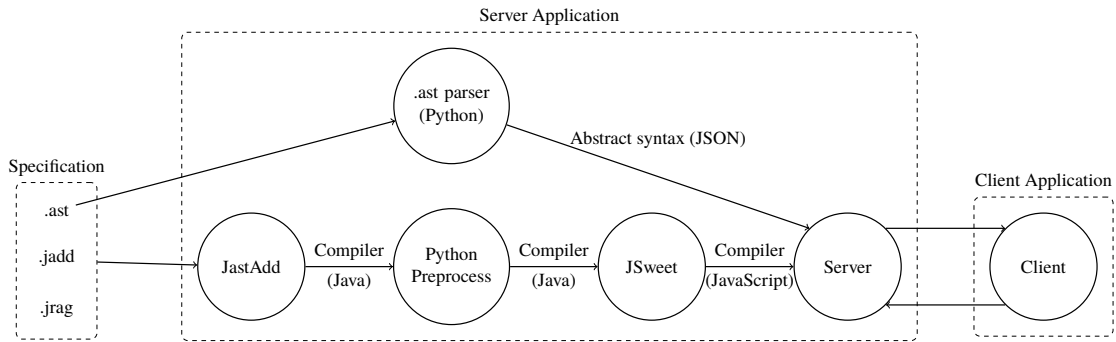 Server Application
.ast parser
(Python)
Abstract syntax (JSON)
Specification
.ast
.jadd
.jrag
Client Application
JastAdd
Compiler
(Java)
Python
Preprocess
Compiler
(Java)
JSweet
Compiler
(JavaScript)
Server
Client